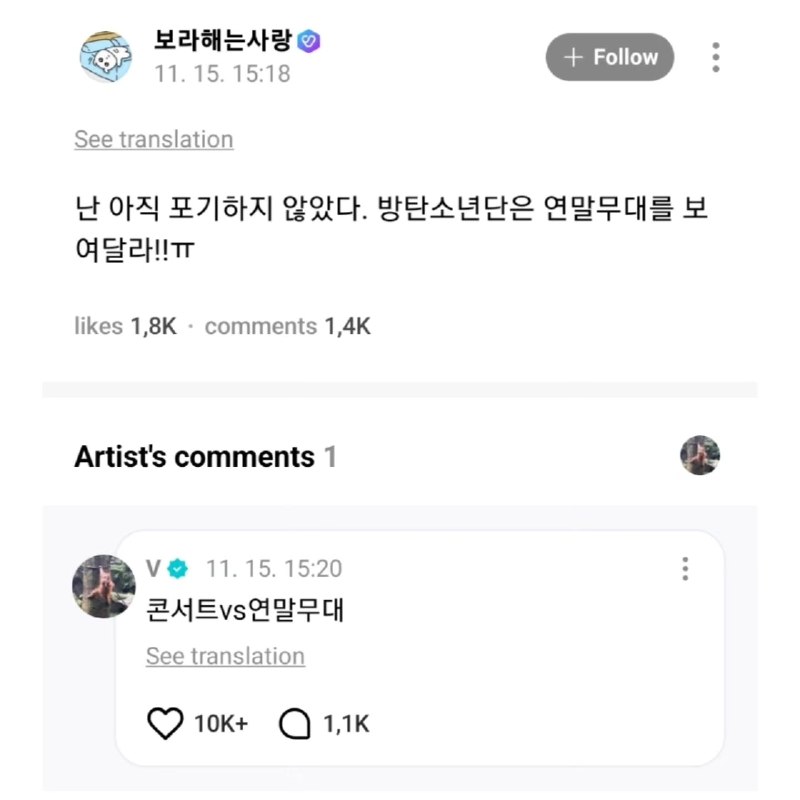 보라해는사랑
11. 15. 15:18
+ Follow
See translation
난 아직 포기하지 않았다. 방탄소년단은 연말무대를 보
여달라!!ㅠ
likes 1,8K · comments 1,4K
Artist's comments 1
V 11. 15. 15:20
콘서트vs연말무대
See translation
10K+ 1,1K